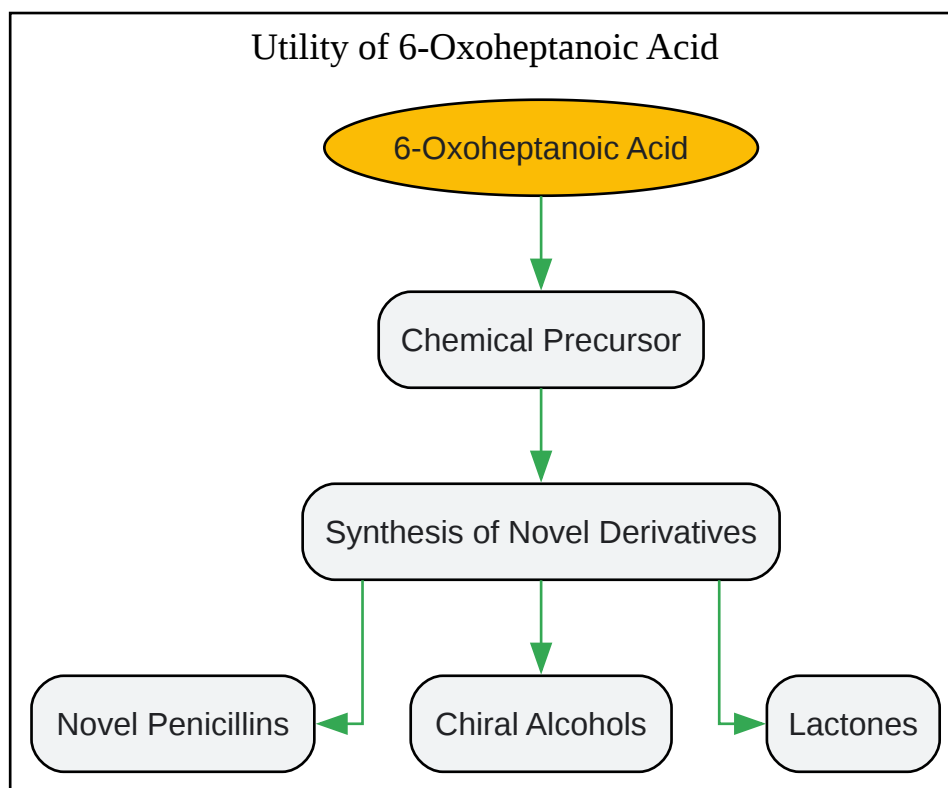 Utility of 6-Oxoheptanoic Acid
6-Oxoheptanoic Acid
Chemical Precursor
Synthesis of Novel Derivatives
Novel Penicillins
Chiral Alcohols
Lactones